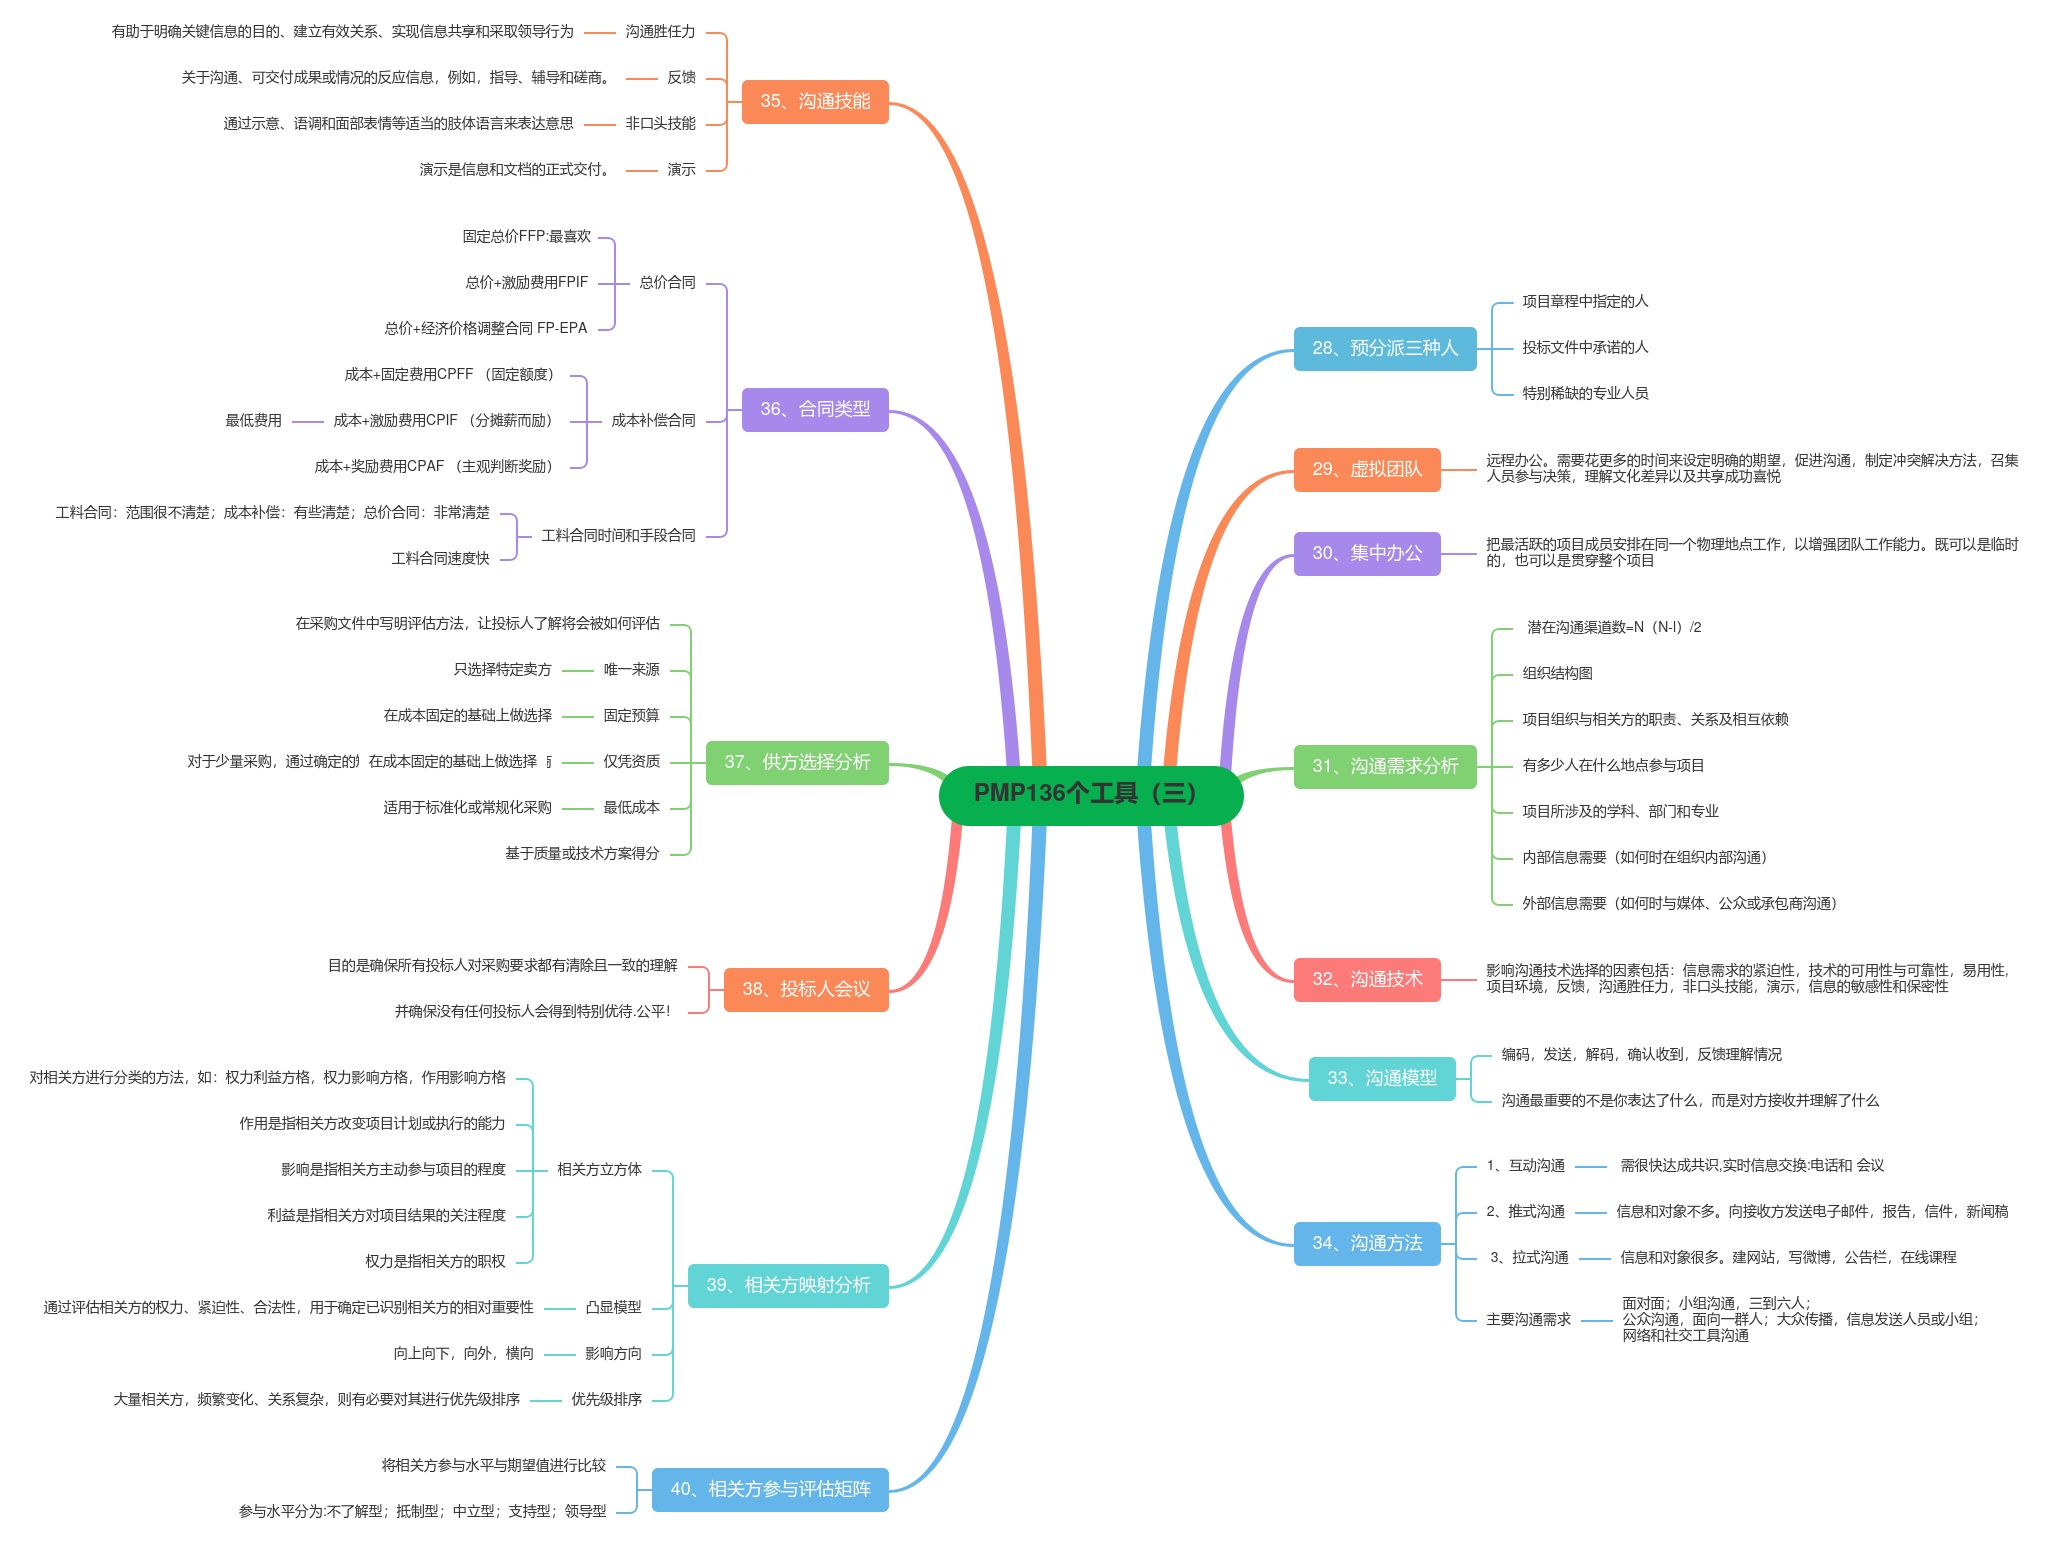 PMP136个工具（三）
28、预分派三种人
项目章程中指定的人
投标文件中承诺的人
特别稀缺的专业人员
29、虚拟团队
远程办公。需要花更多的时间来设定明确的期望，促进沟通，制定冲突解决方法，召集
人员参与决策，理解文化差异以及共享成功喜悦
30、集中办公
把最活跃的项目成员安排在同一个物理地点工作，以增强团队工作能力。既可以是临时
的，也可以是贯穿整个项目
31、沟通需求分析
潜在沟通渠道数=N（N-I）/2
组织结构图
项目组织与相关方的职责、关系及相互依赖
有多少人在什么地点参与项目
项目所涉及的学科、部门和专业
内部信息需要（如何时在组织内部沟通）
外部信息需要（如何时与媒体、公众或承包商沟通）
32、沟通技术
影响沟通技术选择的因素包括：信息需求的紧迫性，技术的可用性与可靠性，易用性，
项目环境，反馈，沟通胜任力，非口头技能，演示，信息的敏感性和保密性
33、沟通模型
编码，发送，解码，确认收到，反馈理解情况
沟通最重要的不是你表达了什么，而是对方接收并理解了什么
34、沟通方法
1、互动沟通
需很快达成共识,实时信息交换:电话和 会议
2、推式沟通
信息和对象不多。向接收方发送电子邮件，报告，信件，新闻稿
3、拉式沟通
信息和对象很多。建网站，写微博，公告栏，在线课程
主要沟通需求
面对面；小组沟通，三到六人；
公众沟通，面向一群人；大众传播，信息发送人员或小组；
网络和社交工具沟通
35、沟通技能
沟通胜任力
有助于明确关键信息的目的、建立有效关系、实现信息共享和采取领导行为
反馈
关于沟通、可交付成果或情况的反应信息，例如，指导、辅导和磋商。
非口头技能
通过示意、语调和面部表情等适当的肢体语言来表达意思
演示
演示是信息和文档的正式交付。
36、合同类型
总价合同
固定总价FFP:最喜欢
总价+激励费用FPIF
总价+经济价格调整合同 FP-EPA
成本补偿合同
成本+固定费用CPFF （固定额度）
成本+激励费用CPIF （分摊薪而励）
最低费用
成本+奖励费用CPAF （主观判断奖励）
工料合同时间和手段合同
工料合同：范围很不清楚；成本补偿：有些清楚；总价合同：非常清楚
工料合同速度快
37、供方选择分析
在采购文件中写明评估方法，让投标人了解将会被如何评估
唯一来源
只选择特定卖方
固定预算
在成本固定的基础上做选择
仅凭资质
对于少量采购，通过确定的 在成本固定的基础上做选择
最低成本
适用于标准化或常规化采购
基于质量或技术方案得分
38、投标人会议
目的是确保所有投标人对采购要求都有清除且一致的理解
并确保没有任何投标人会得到特别优待.公平！
39、相关方映射分析
相关方立方体
对相关方进行分类的方法，如：权力利益方格，权力影响方格，作用影响方格
作用是指相关方改变项目计划或执行的能力
影响是指相关方主动参与项目的程度
利益是指相关方对项目结果的关注程度
权力是指相关方的职权
凸显模型
通过评估相关方的权力、紧迫性、合法性，用于确定已识别相关方的相对重要性
影响方向
向上向下，向外，横向
优先级排序
大量相关方，频繁变化、关系复杂，则有必要对其进行优先级排序
40、相关方参与评估矩阵
将相关方参与水平与期望值进行比较
参与水平分为:不了解型；抵制型；中立型；支持型；领导型